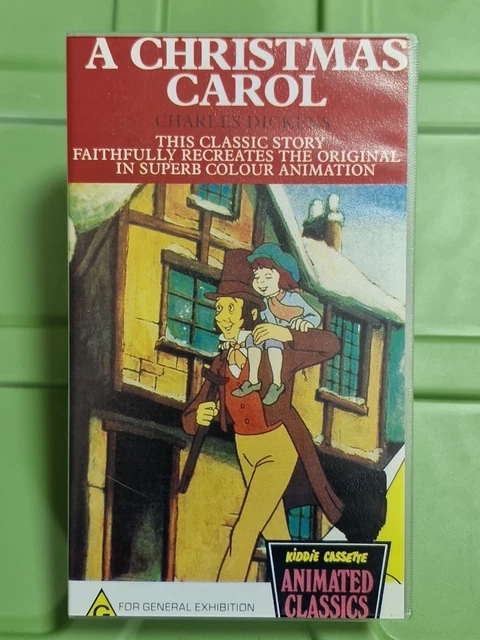 A CHRISTMAS
CAROL
CHARLES DICKENS
THIS CLASSIC STORY
FAITHFULLY RECREATES THE ORIGINAL
IN SUPERB COLOUR ANIMATION
KiDDiE CASSETTE
ANIMATED
CLASSICS
G FOR GENERAL EXHIBITION